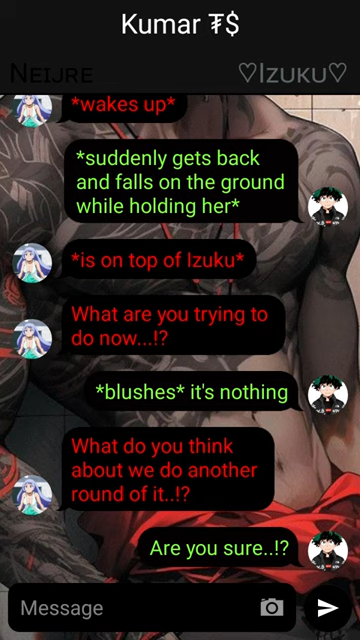 Kumar ₮$
Neijre
♡Izuku♡
*wakes up*
*suddenly gets back
and falls on the ground
while holding her*
*is on top of Izuku*
What are you trying to
do now...!?
*blushes* it's nothing
What do you think
about we do another
round of it..!?
Are you sure..!?
Message